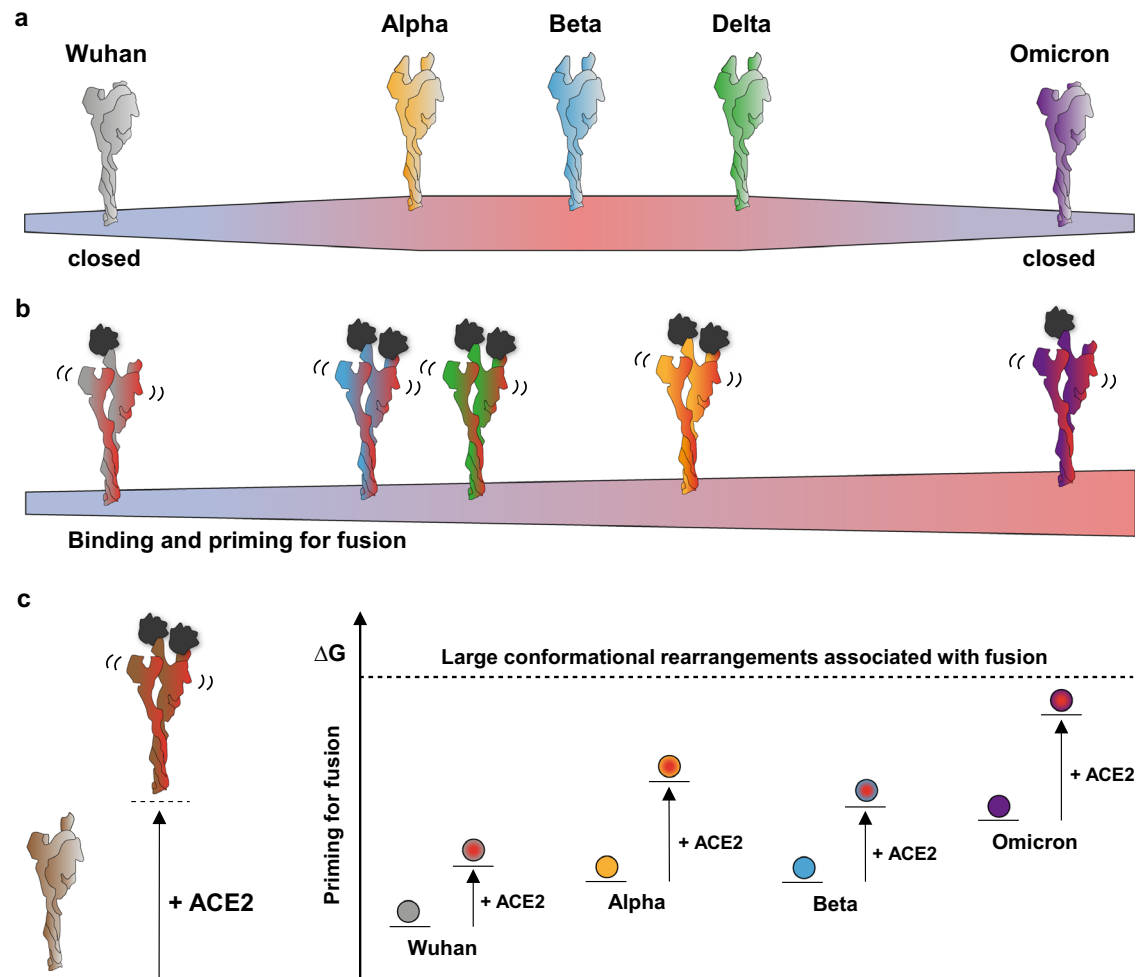 a
Wuhan
Alpha
Beta
Delta
Omicron
closed
closed
b
Binding and priming for fusion
c
+ ACE2
ΔG
Priming for fusion
Large conformational rearrangements associated with fusion
Wuhan
+ ACE2
Alpha
+ ACE2
Beta
+ ACE2
Omicron
+ ACE2